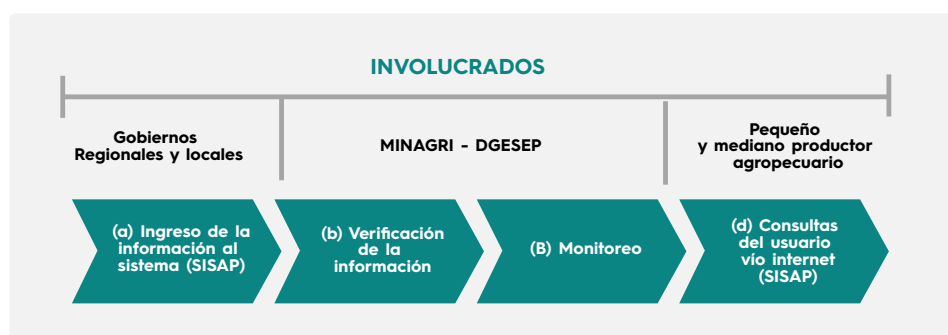 INVOLUCRADOS
Gobiernos
Regionales y locales
MINAGRI - DGESEP
Pequeño
y mediano productor
agropecuario
(a) Ingreso de la
información al
sistema (SISAP)
(b) Verificación
de la
información
(B) Monitoreo
(d) Consultas
del usuario
vío internet
(SISAP)